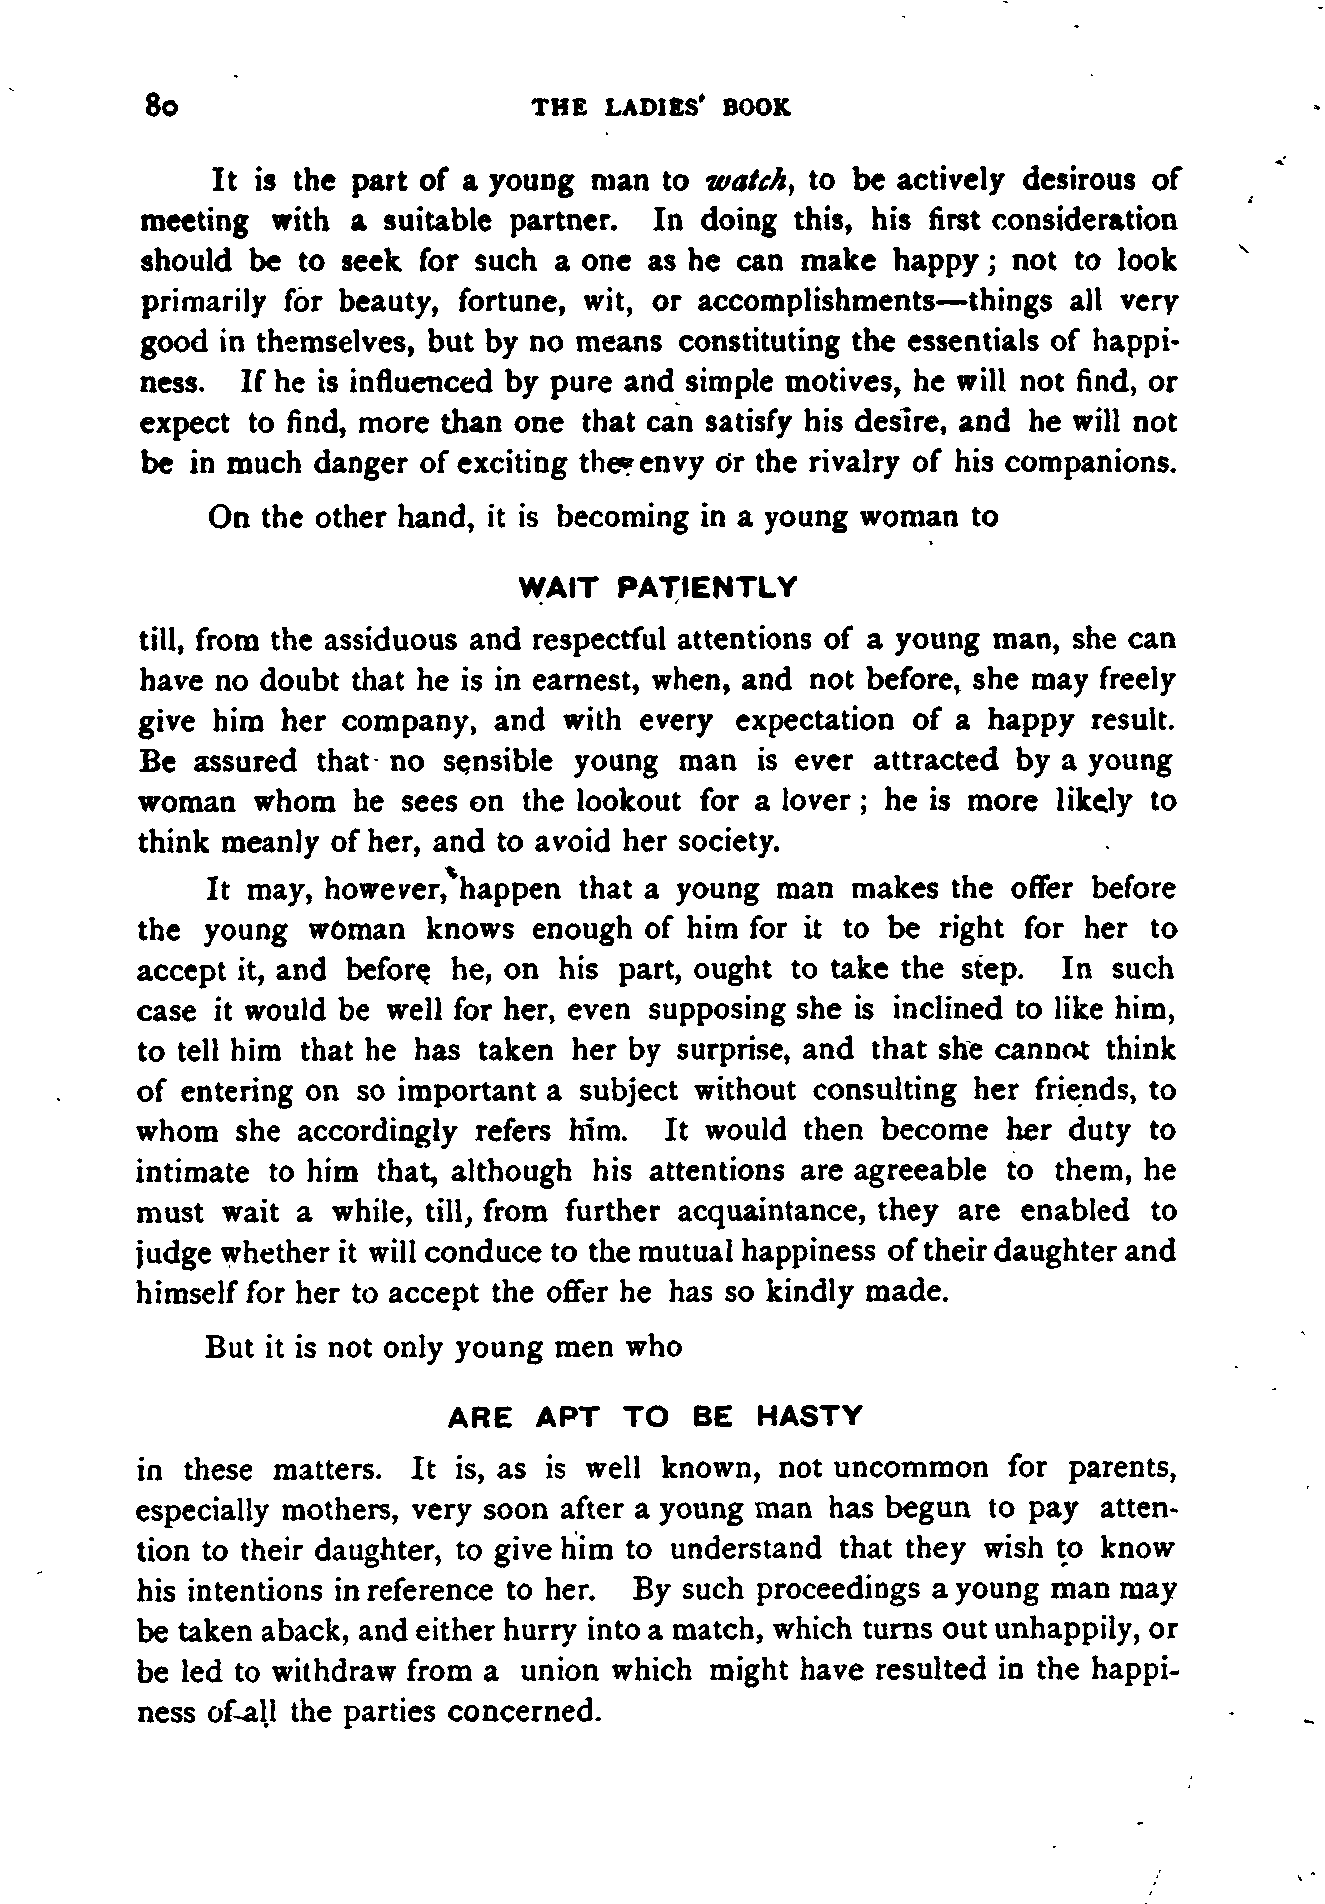 80 THE LADIES' BOOK
It is the part of a young man to watch, to be actively desirous of
meeting with a suitable partner. In doing this, his first consideration
should be to seek for such a one as he can make happy; not to look
primarily for beauty, fortune, wit, or accomplishments—things all very
good in themselves, but by no means constituting the essentials of happi-
ness. If he is influenced by pure and simple motives, he will not find, or
expect to find, more than one that can satisfy his desire, and he will not
be in much danger of exciting the envy or the rivalry of his companions.
On the other hand, it is becoming in a young woman to
WAIT PATIENTLY
till, from the assiduous and respectful attentions of a young man, she can
have no doubt that he is in earnest, when, and not before, she may freely
give him her company, and with every expectation of a happy result.
Be assured that no sensible young man is ever attracted by a young
woman whom he sees on the lookout for a lover; he is more likely to
think meanly of her, and to avoid her society.
It may, however, happen that a young man makes the offer before
the young woman knows enough of him for it to be right for her to
accept it, and before he, on his part, ought to take the step. In such
case it would be well for her, even supposing she is inclined to like him,
to tell him that he has taken her by surprise, and that she cannot think
of entering on so important a subject without consulting her friends, to
whom she accordingly refers him. It would then become her duty to
intimate to him that, although his attentions are agreeable to them, he
must wait a while, till, from further acquaintance, they are enabled to
judge whether it will conduce to the mutual happiness of their daughter and
himself for her to accept the offer he has so kindly made.
But it is not only young men who
ARE APT TO BE HASTY
in these matters. It is, as is well known, not uncommon for parents,
especially mothers, very soon after a young man has begun to pay atten-
tion to their daughter, to give him to understand that they wish to know
his intentions in reference to her. By such proceedings a young man may
be taken aback, and either hurry into a match, which turns out unhappily, or
be led to withdraw from a union which might have resulted in the happi-
ness of all the parties concerned.